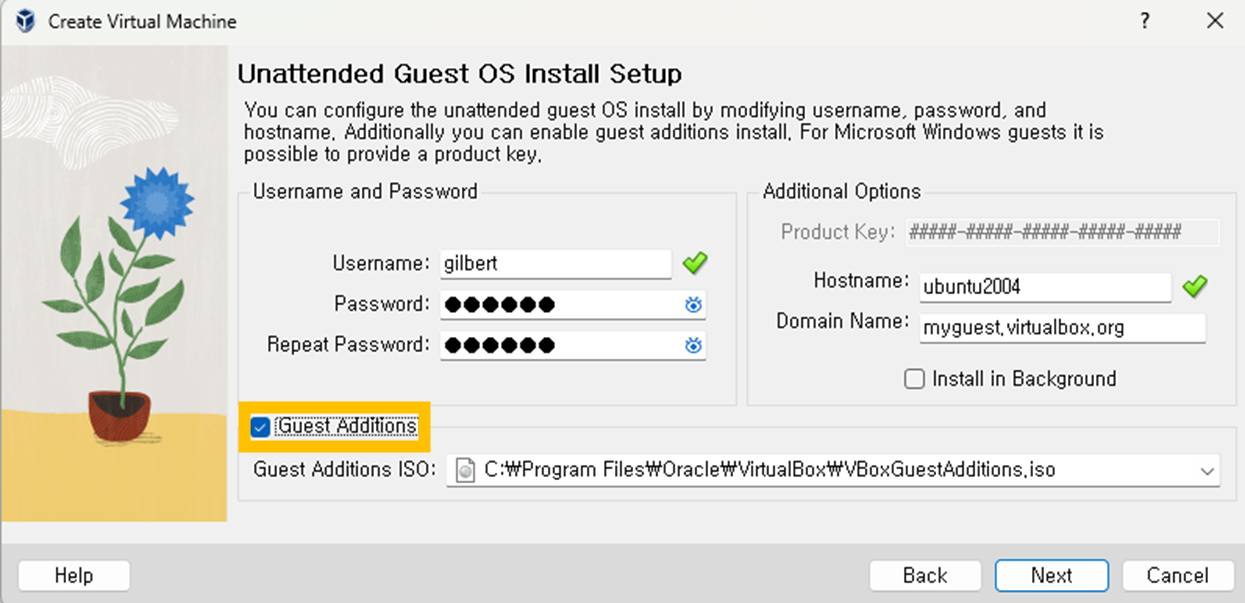 Create Virtual Machine
?
Unattended Guest OS Install Setup
You can configure the unattended guest OS install by modifying username, password, and
hostname. Additionally you can enable guest additions install. For Microsoft Windows guests it is
possible to provide a product key.
Username and Password
Username: gilbert
Password: ●●●●●●
Repeat Password: ●●●●●●
Additional Options
Product Key: #####-#####-#####-#####-#####
Hostname: ubuntu2004
Domain Name: myguest.virtualbox.org
Install in Background
Guest Additions
Guest Additions ISO: C:₩Program Files₩Oracle₩VirtualBox₩VBoxGuestAdditions.iso
Help
Back
Next
Cancel